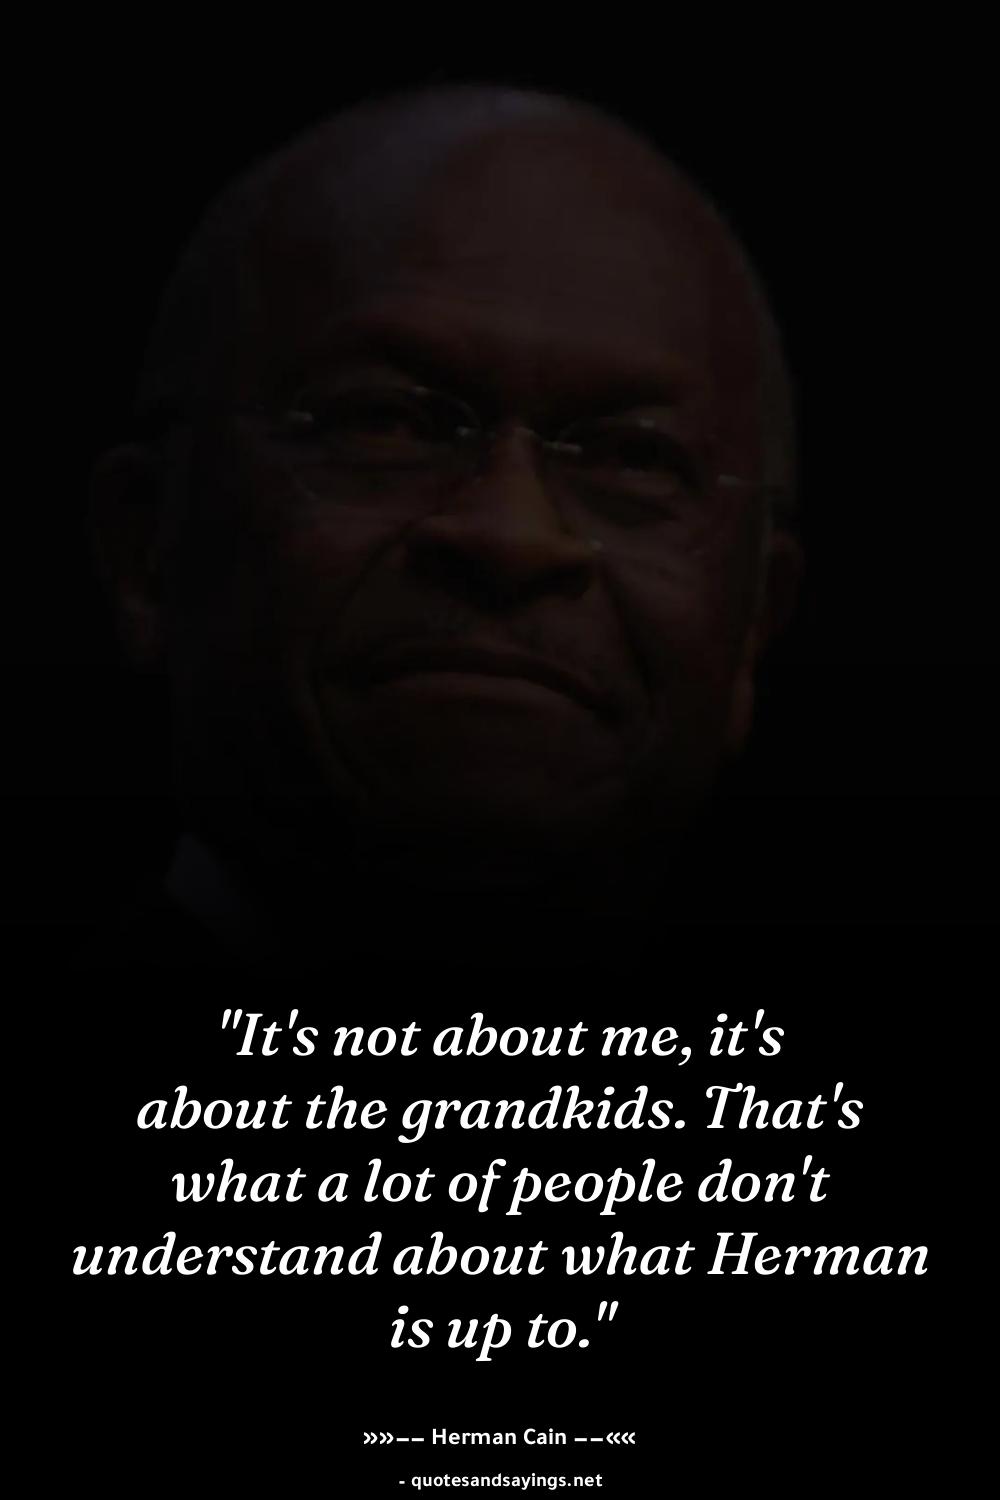 "It's not about me, it's
about the grandkids. That's
what a lot of people don't
understand about what Herman
is up to."
»»–– Herman Cain ––««
- quotesandsayings.net